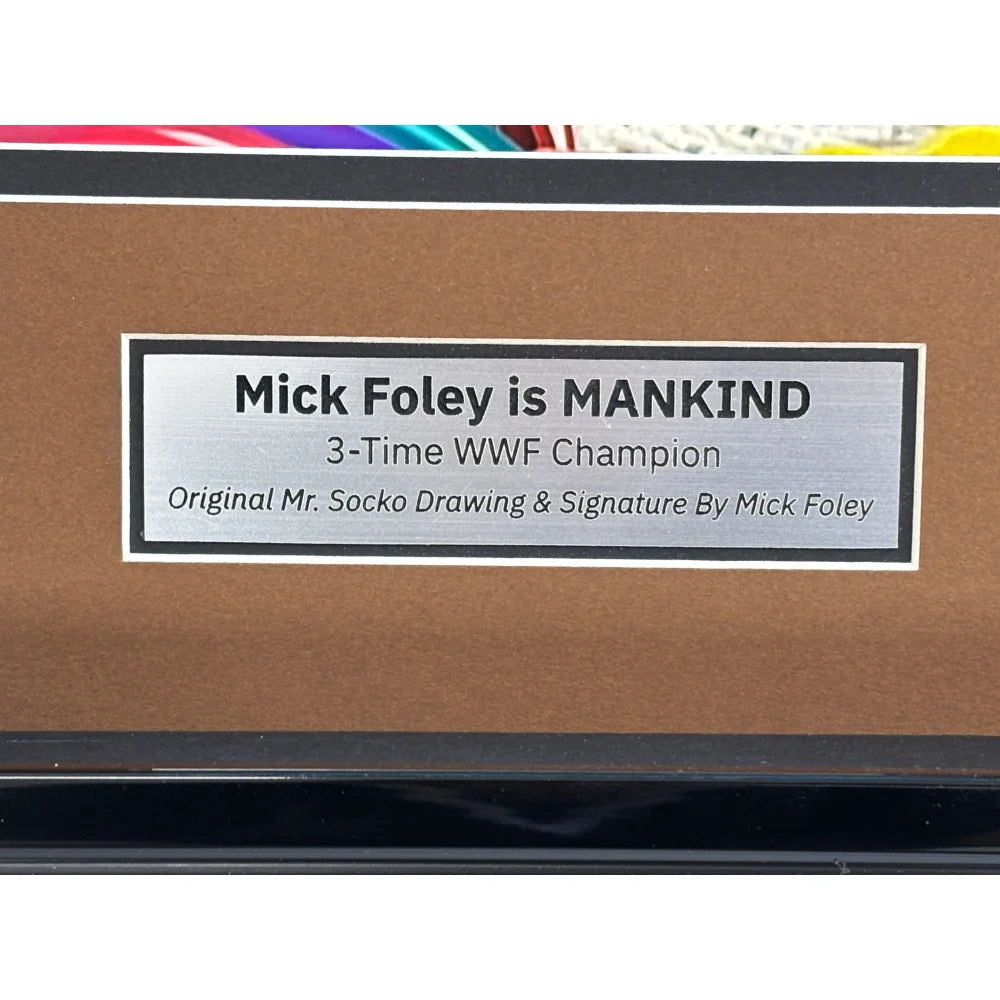 Mick Foley is MANKIND
3-Time WWF Champion
Original Mr. Socko Drawing & Signature By Mick Foley